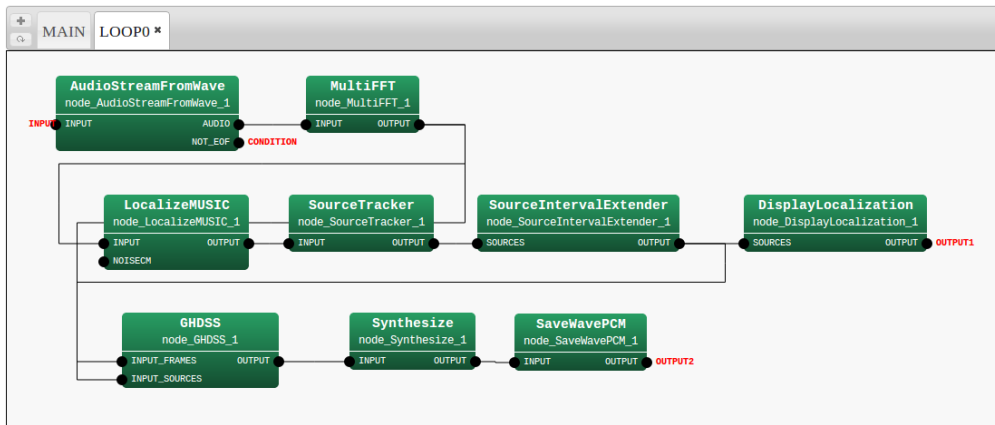 MAIN
LOOP0 ✖
AudioStreamFromWave
node_AudioStreamFromWave_1
INPUT
INPUT
AUDIO
NOT_EOF
CONDITION
MultiFFT
node_MultiFFT_1
INPUT OUTPUT
LocalizeMUSIC
node_LocalizeMUSIC_1
INPUT OUTPUT
NOISECM
SourceTracker
node_SourceTracker_1
INPUT OUTPUT
SourceIntervalExtender
node_SourceIntervalExtender_1
SOURCES OUTPUT
DisplayLocalization
node_DisplayLocalization_1
SOURCES OUTPUT
OUTPUT1
GHDSS
node_GHDSS_1
INPUT_FRAMES OUTPUT
INPUT_SOURCES
Synthesize
node_Synthesize_1
INPUT OUTPUT
SaveWavePCM
node_SaveWavePCM_1
INPUT OUTPUT
OUTPUT2